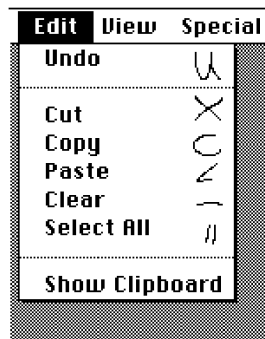 Edit View Special
Undo U
Cut X
Copy C
Paste
Clear
Select All
Show Clipboard